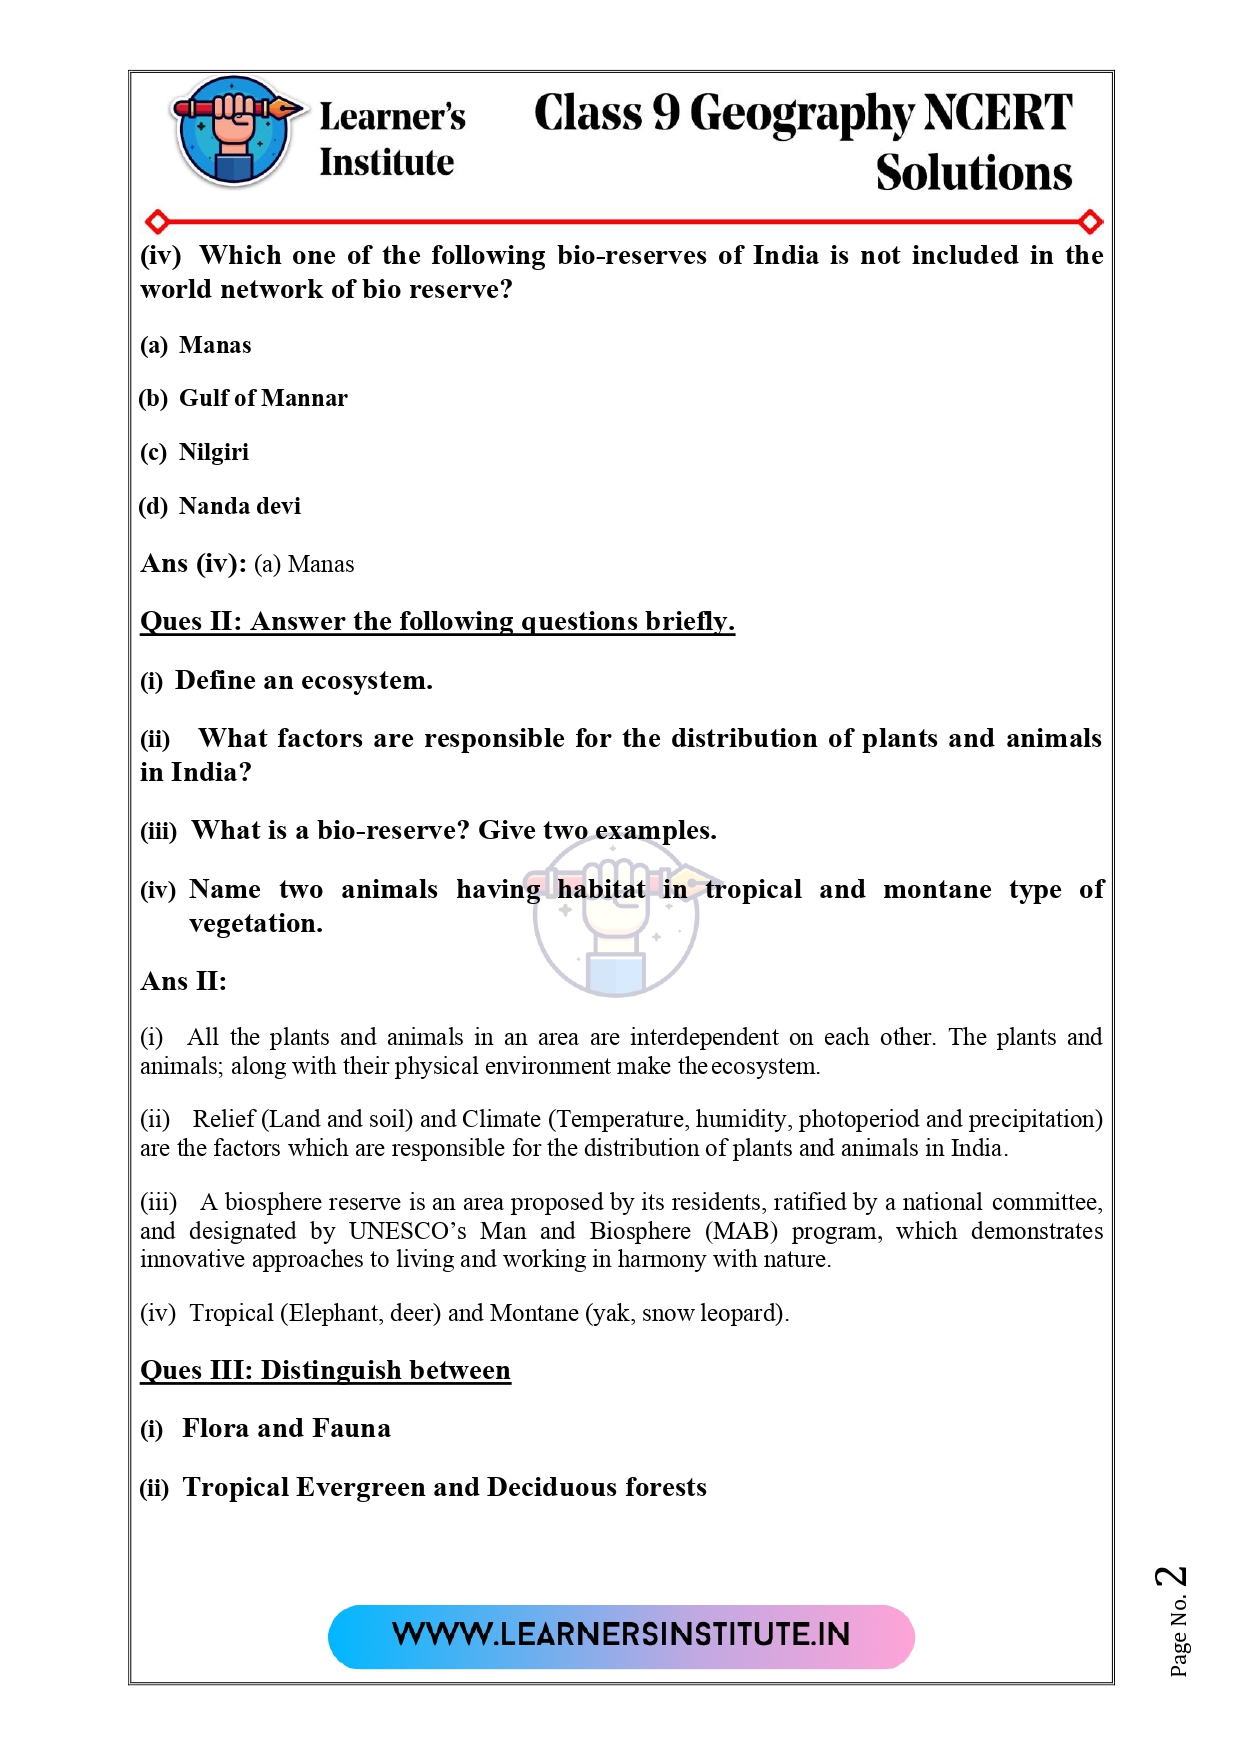 Learner's
Institute
Class 9 Geography NCERT
Solutions
(iv) Which one of the following bio-reserves of India is not included in the
world network of bio reserve?
(a) Manas
(b) Gulf of Mannar
(c) Nilgiri
(d) Nanda devi
Ans (iv): (a) Manas
Ques II: Answer the following questions briefly.
(i) Define an ecosystem.
(ii) What factors are responsible for the distribution of plants and animals
in India?
(iii) What is a bio-reserve? Give two examples.
(iv) Name two animals having habitat in tropical and montane type of
vegetation.
Ans II:
(i) All the plants and animals in an area are interdependent on each other. The plants and
animals; along with their physical environment make the ecosystem.
(ii) Relief (Land and soil) and Climate (Temperature, humidity, photoperiod and precipitation)
are the factors which are responsible for the distribution of plants and animals in India.
(iii) A biosphere reserve is an area proposed by its residents, ratified by a national committee,
and designated by UNESCO's Man and Biosphere (MAB) program, which demonstrates
innovative approaches to living and working in harmony with nature.
(iv) Tropical (Elephant, deer) and Montane (yak, snow leopard).
Ques III: Distinguish between
(i) Flora and Fauna
(ii) Tropical Evergreen and Deciduous forests
WWW.LEARNERSINSTITUTE.IN
Page No. 2